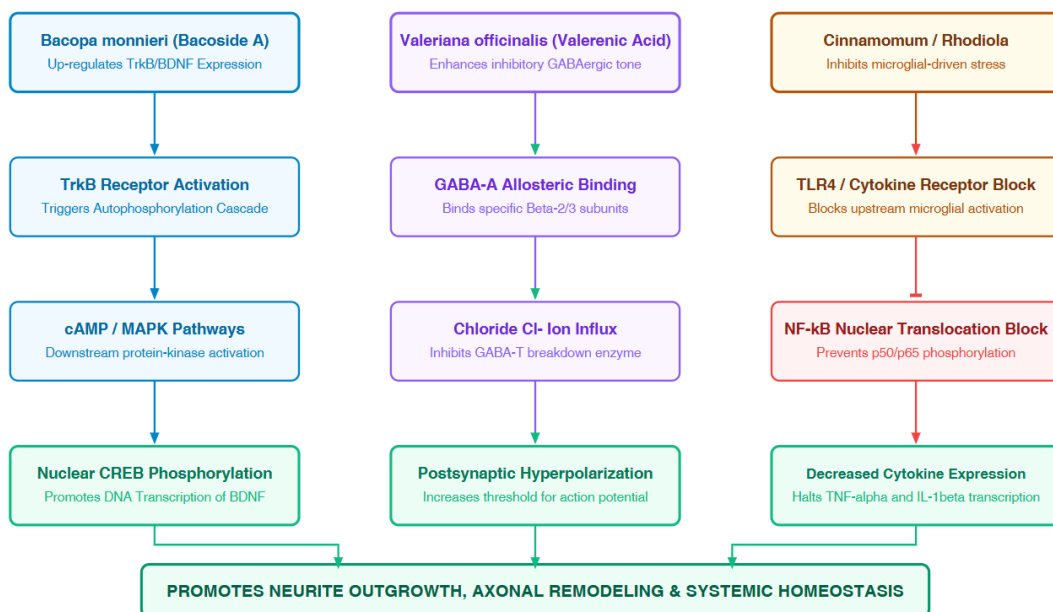 Bacopa monnieri (Bacoside A)
Up-regulates TrkB/BDNF Expression
Valeriana officinalis (Valerenic Acid)
Enhances inhibitory GABAergic tone
Cinnamomum / Rhodiola
Inhibits microglial-driven stress
TrkB Receptor Activation
Triggers Autophosphorylation Cascade
GABA-A Allosteric Binding
Binds specific Beta-2/3 subunits
TLR4 / Cytokine Receptor Block
Blocks upstream microglial activation
cAMP / MAPK Pathways
Downstream protein-kinase activation
Chloride Cl- Ion Influx
Inhibits GABA-T breakdown enzyme
NF-kB Nuclear Translocation Block
Prevents p50/p65 phosphorylation
Nuclear CREB Phosphorylation
Promotes DNA Transcription of BDNF
Postsynaptic Hyperpolarization
Increases threshold for action potential
Decreased Cytokine Expression
Halts TNF-alpha and IL-1beta transcription
PROMOTES NEURITE OUTGROWTH, AXONAL REMODELING & SYSTEMIC HOMEOSTASIS